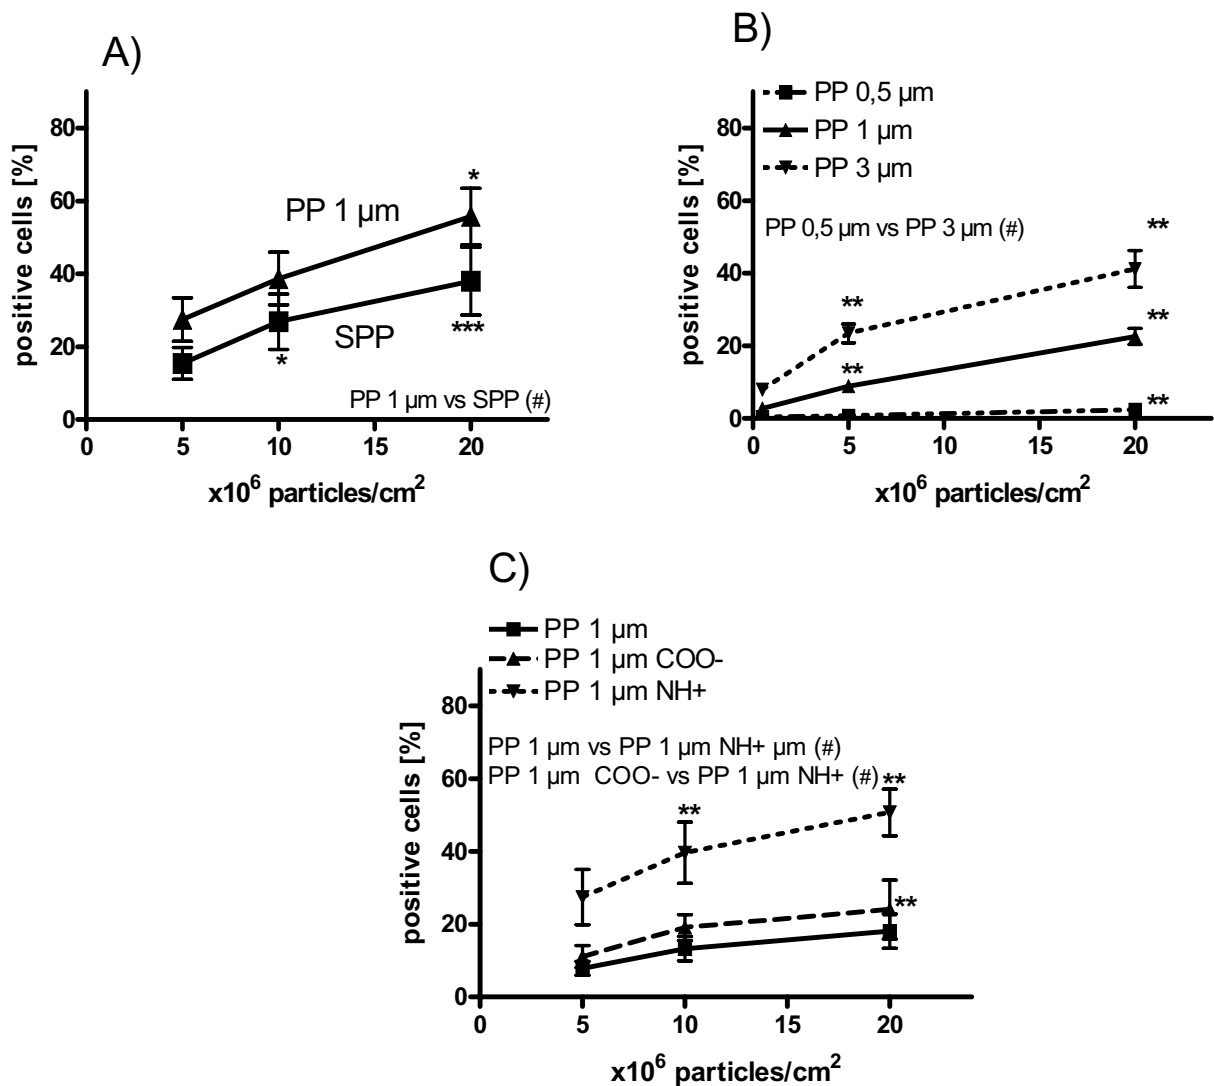 A)
positive cells [%]
80
60
40
20
0
PP 1 µm
SPP
*
*
***
PP 1 µm vs SPP (#)
0 5 10 15 20
x10⁶ particles/cm²
B)
PP 0,5 µm
PP 1 µm
PP 3 µm
positive cells [%]
80
60
40
20
0
PP 0,5 µm vs PP 3 µm (#)
**
**
**
**
**
0 5 10 15 20
x10⁶ particles/cm²
C)
PP 1 µm
PP 1 µm COO-
PP 1 µm NH+
positive cells [%]
80
60
40
20
0
PP 1 µm vs PP 1 µm NH+ µm (#)
PP 1 µm COO- vs PP 1 µm NH+ (#)
**
**
**
0 5 10 15 20
x10⁶ particles/cm²